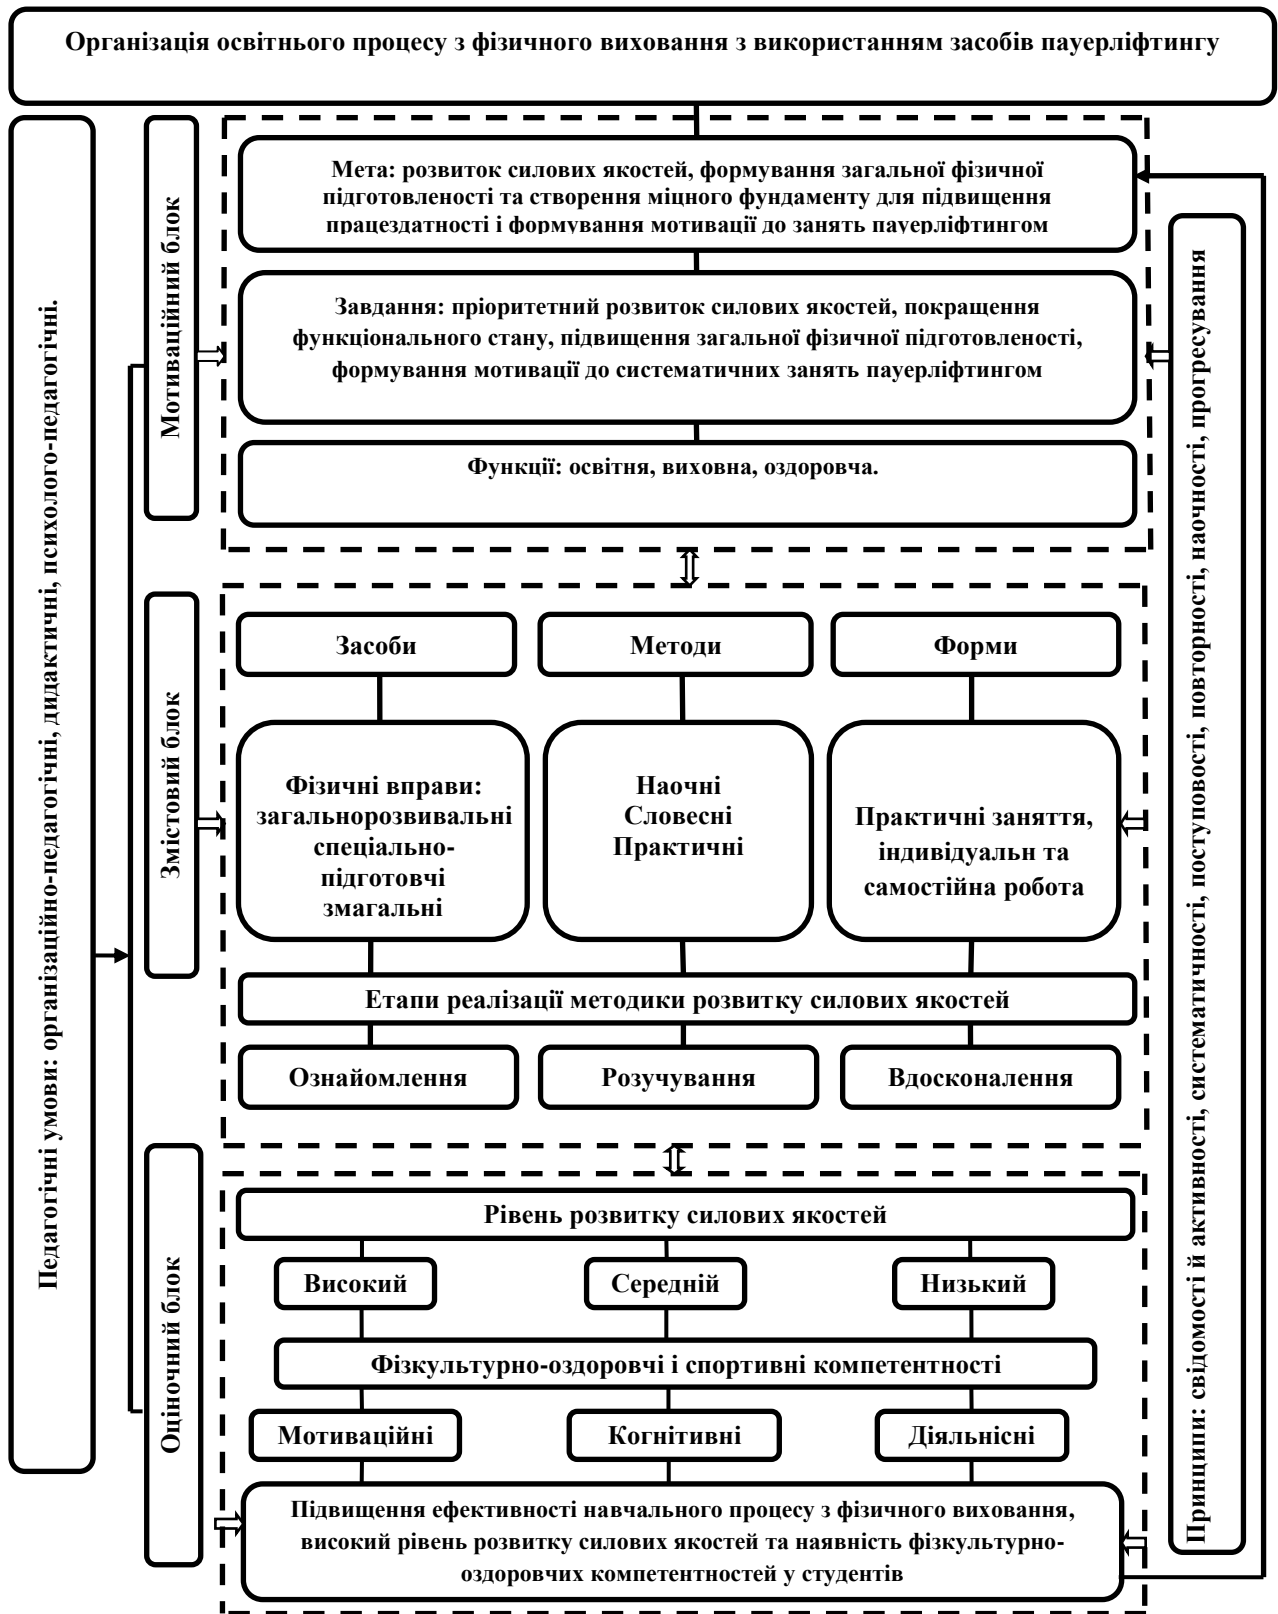 Організація освітнього процесу з фізичного виховання з використанням засобів пауерліфтингу
Педагогічні умови: організаційно-педагогічні, дидактичні, психолого-педагогічні.
Мотиваційний блок
Мета: розвиток силових якостей, формування загальної фізичної
підготовленості та створення міцного фундаменту для підвищення
працездатності і формування мотивації до занять пауерліфтингом
Завдання: пріоритетний розвиток силових якостей, покращення
функціонального стану, підвищення загальної фізичної підготовленості,
формування мотивації до систематичних занять пауерліфтингом
Функції: освітня, виховна, оздоровча.
Принципи: свідомості й активності, систематичності, поступовості, повторності, наочності, прогресування
Змістовий блок
Засоби
Методи
Форми
Фізичні вправи:
загальнорозвивальні
спеціально-
підготовчі
змагальні
Наочні
Словесні
Практичні
Практичні заняття,
індивідуальн та
самостійна робота
Етапи реалізації методики розвитку силових якостей
Ознайомлення
Розучування
Вдосконалення
Оціночний блок
Рівень розвитку силових якостей
Високий
Середній
Низький
Фізкультурно-оздоровчі і спортивні компетентності
Мотиваційні
Когнітивні
Діяльнісні
Підвищення ефективності навчального процесу з фізичного виховання,
високий рівень розвитку силових якостей та наявність фізкультурно-
оздоровчих компетентностей у студентів